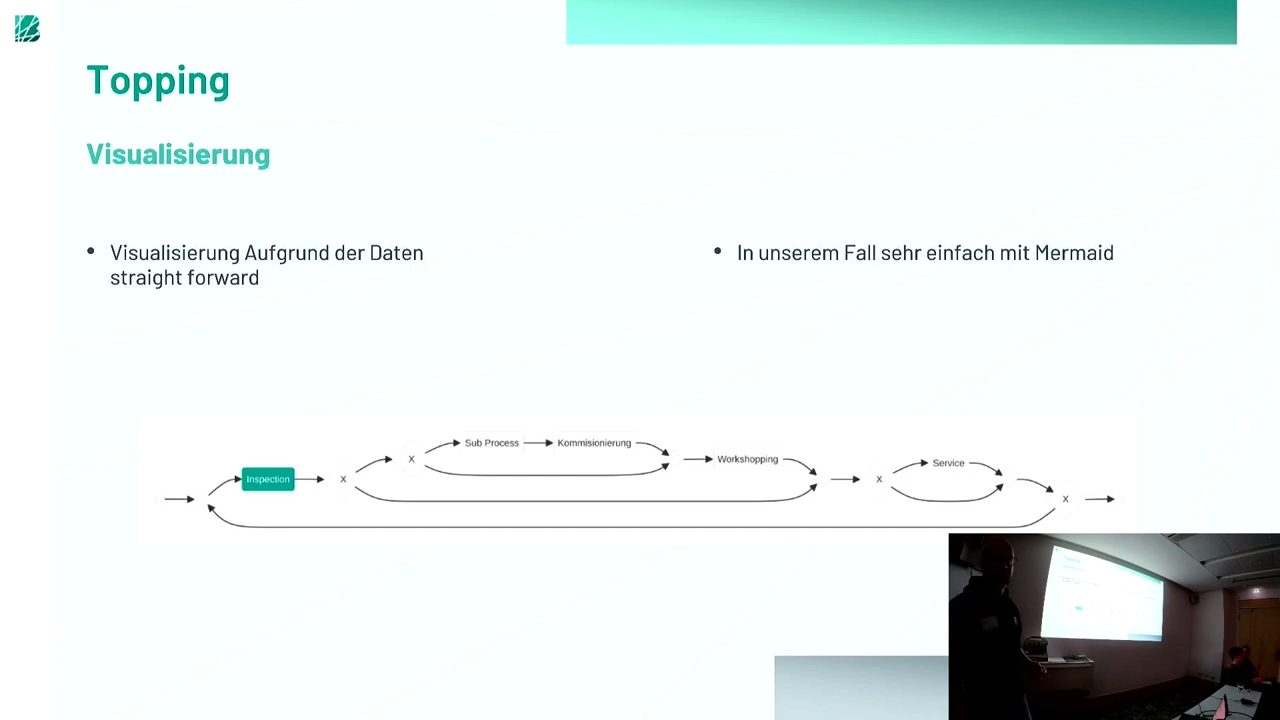 Topping
Visualisierung
• Visualisierung Aufgrund der Daten
straight forward
• In unserem Fall sehr einfach mit Mermaid
Sub Process
Kommisionierung
X
Workshopping
Service
Inspection
X
X
X